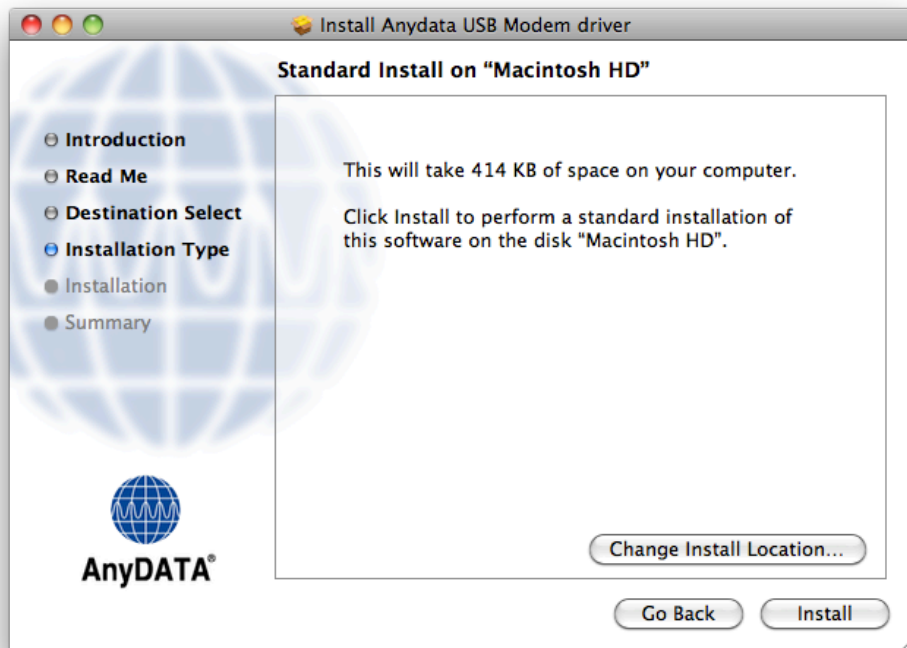 Install Anydata USB Modem driver
Standard Install on “Macintosh HD”
Introduction
Read Me
Destination Select
Installation Type
Installation
Summary
This will take 414 KB of space on your computer.
Click Install to perform a standard installation of
this software on the disk “Macintosh HD”.
AnyDATA®
Change Install Location...
Go Back
Install